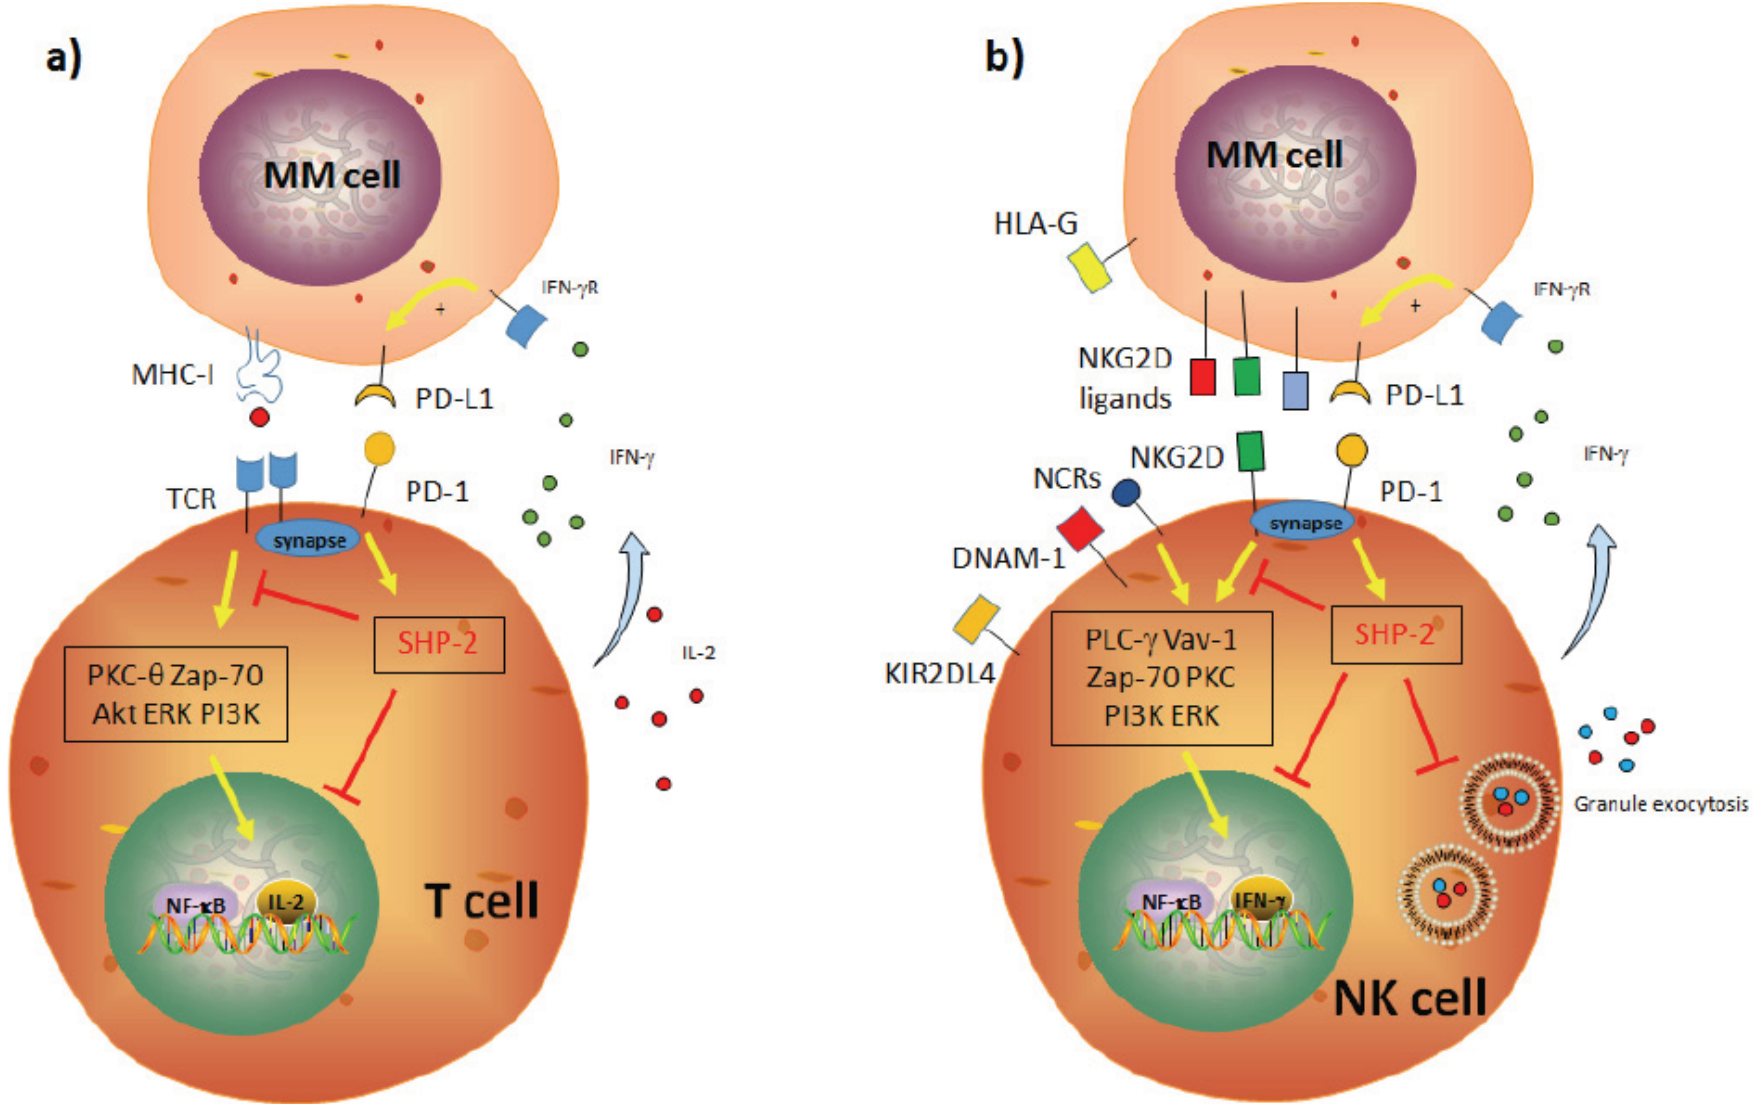 a)
MM cell
IFN-γR
+
MHC-I
PD-L1
IFN-γ
TCR
PD-1
synapse
SHP-2
IL-2
PKC-θ Zap-70
Akt ERK PI3K
NF-κB
IL-2
T cell
b)
MM cell
HLA-G
IFN-γR
+
NKG2D
ligands
PD-L1
IFN-γ
NKG2D
NCRs
PD-1
synapse
DNAM-1
KIR2DL4
PLC-γ Vav-1
Zap-70 PKC
PI3K ERK
SHP-2
Granule exocytosis
NF-κB
IFN-γ
NK cell